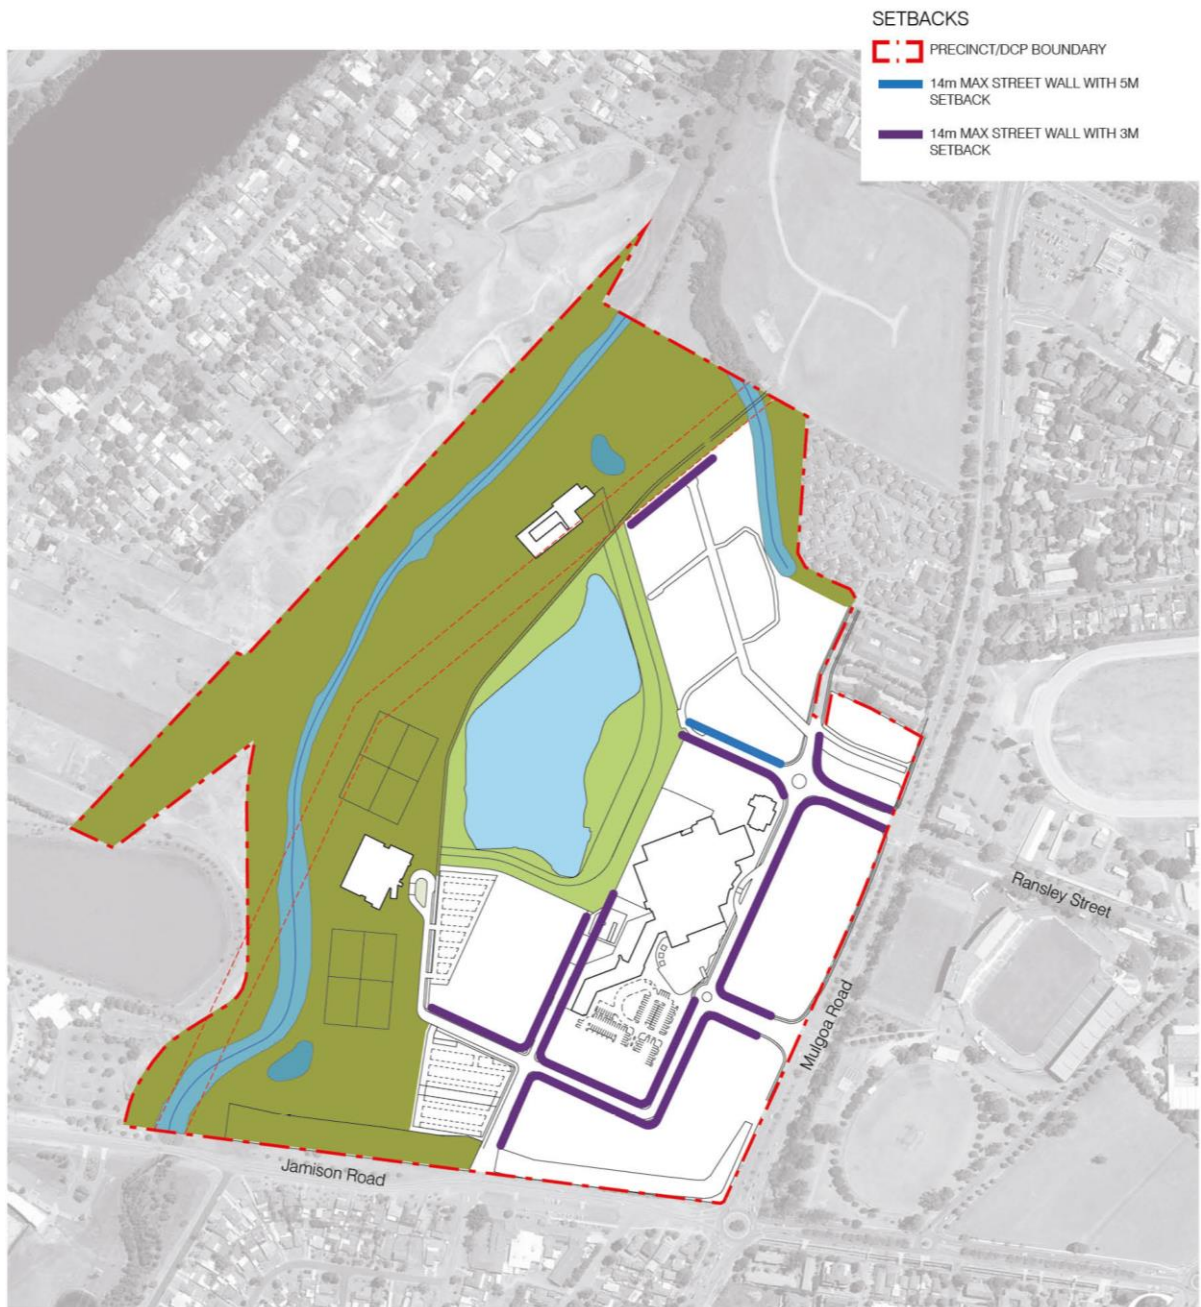 SETBACKS
PRECINCT/DCP BOUNDARY
14m MAX STREET WALL WITH 5M
SETBACK
14m MAX STREET WALL WITH 3M
SETBACK
Ransley Street
Mulgoa Road
Jamison Road